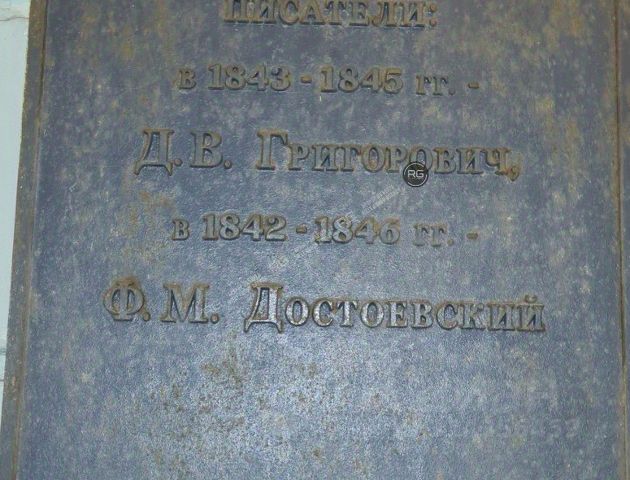 ПИСАТЕЛИ:
в 1843 - 1845 гг. -
Д. В. ГРИГОРОВИЧ,
RG
в 1842 - 1846 гг. -
Ф. М. ДОСТОЕВСКИЙ